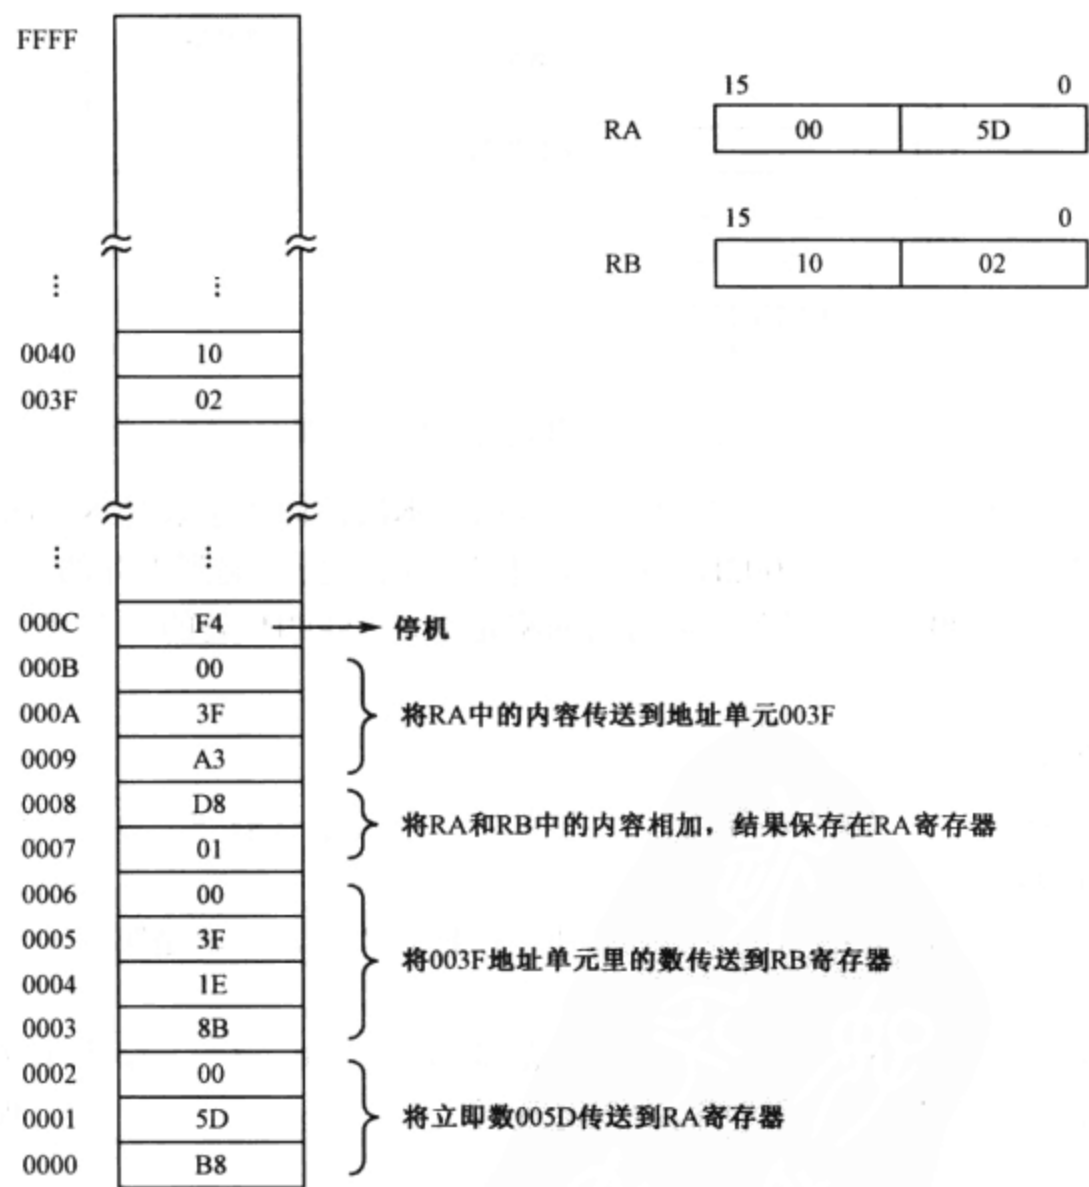 FFFF
15 0
RA 00 5D
15 0
RB 10 02
⋮ ⋮
0040 10
003F 02
⋮ ⋮
000C F4 停机
000B 00
000A 3F 将RA中的内容传送到地址单元003F
0009 A3
0008 D8
将RA和RB中的内容相加，结果保存在RA寄存器
0007 01
0006 00
0005 3F
将003F地址单元里的数传送到RB寄存器
0004 1E
0003 8B
0002 00
0001 5D 将立即数005D传送到RA寄存器
0000 B8